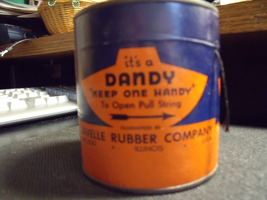 it's a
DANDY
"KEEP ONE HANDY"
To Open Pull String
RUBBER COMPANY
ILLINOIS